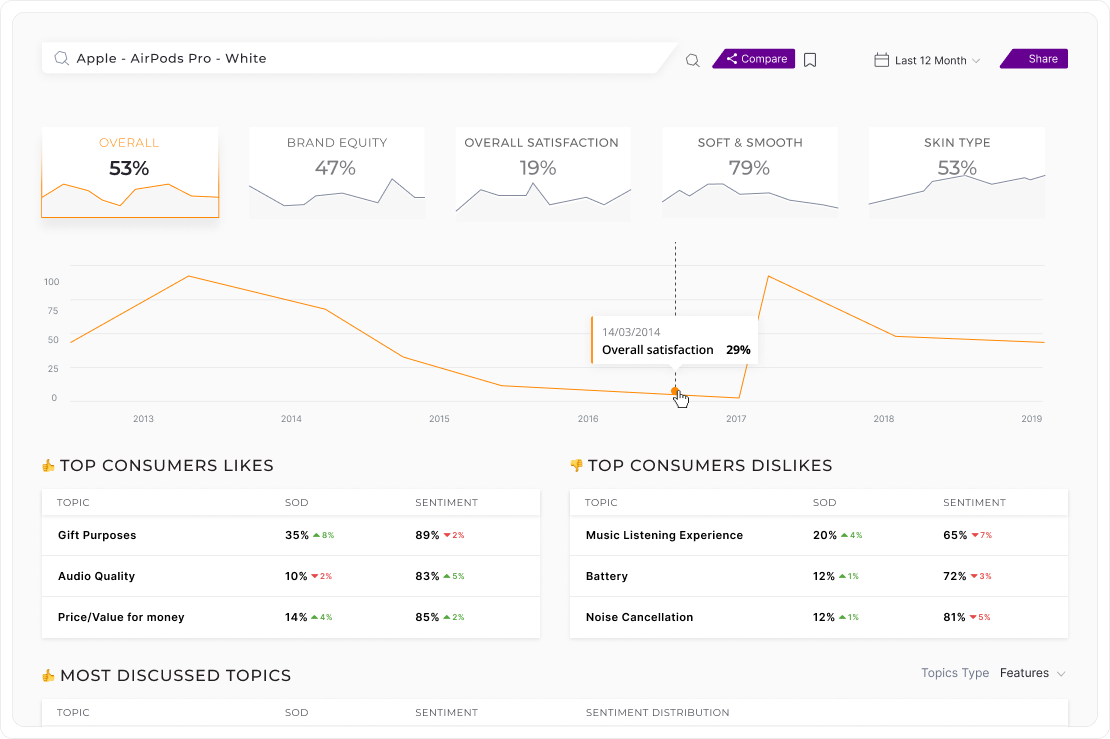 Apple - AirPods Pro - White
Compare
Last 12 Month
Share
OVERALL
53%
BRAND EQUITY
47%
OVERALL SATISFACTION
19%
SOFT & SMOOTH
79%
SKIN TYPE
53%
100
75
50
25
0
14/03/2014
Overall satisfaction 29%
2013 2014 2015 2016 2017 2018 2019
👍 TOP CONSUMERS LIKES
TOPIC SOD SENTIMENT
Gift Purposes 35% ▲8% 89% ▼2%
Audio Quality 10% ▼2% 83% ▲5%
Price/Value for money 14% ▲4% 85% ▲2%
👎 TOP CONSUMERS DISLIKES
TOPIC SOD SENTIMENT
Music Listening Experience 20% ▲4% 65% ▼7%
Battery 12% ▲1% 72% ▼3%
Noise Cancellation 12% ▲1% 81% ▼5%
👍 MOST DISCUSSED TOPICS
Topics Type Features
TOPIC SOD SENTIMENT SENTIMENT DISTRIBUTION